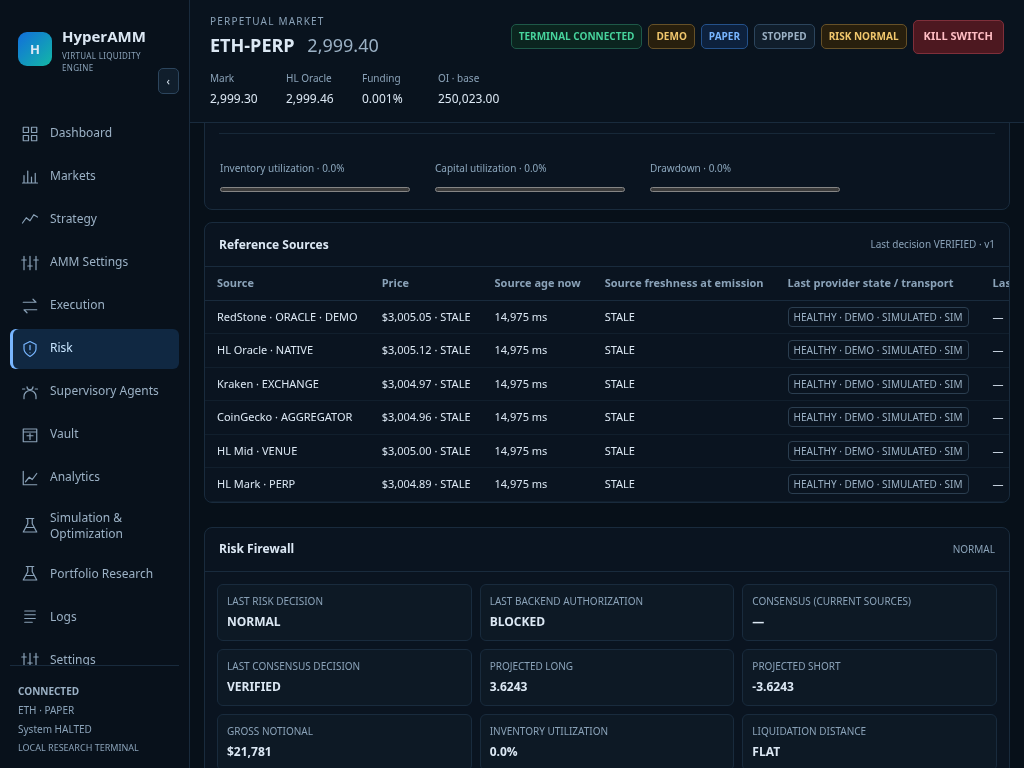 H
HyperAMM
VIRTUAL LIQUIDITY
ENGINE
‹
Dashboard
Markets
Strategy
AMM Settings
Execution
Risk
Supervisory Agents
Vault
Analytics
Simulation &
Optimization
Portfolio Research
Logs
Settings
CONNECTED
ETH · PAPER
System HALTED
LOCAL RESEARCH TERMINAL
PERPETUAL MARKET
ETH-PERP 2,999.40
TERMINAL CONNECTED DEMO PAPER STOPPED RISK NORMAL KILL SWITCH
Mark HL Oracle Funding OI · base
2,999.30 2,999.46 0.001% 250,023.00
Inventory utilization · 0.0% Capital utilization · 0.0% Drawdown · 0.0%
Reference Sources Last decision VERIFIED · v1
Source Price Source age now Source freshness at emission Last provider state / transport Las
RedStone · ORACLE · DEMO $3,005.05 · STALE 14,975 ms STALE HEALTHY · DEMO · SIMULATED · SIM —
HL Oracle · NATIVE $3,005.12 · STALE 14,975 ms STALE HEALTHY · DEMO · SIMULATED · SIM —
Kraken · EXCHANGE $3,004.97 · STALE 14,975 ms STALE HEALTHY · DEMO · SIMULATED · SIM —
CoinGecko · AGGREGATOR $3,004.96 · STALE 14,975 ms STALE HEALTHY · DEMO · SIMULATED · SIM —
HL Mid · VENUE $3,005.00 · STALE 14,975 ms STALE HEALTHY · DEMO · SIMULATED · SIM —
HL Mark · PERP $3,004.89 · STALE 14,975 ms STALE HEALTHY · DEMO · SIMULATED · SIM —
Risk Firewall NORMAL
LAST RISK DECISION LAST BACKEND AUTHORIZATION CONSENSUS (CURRENT SOURCES)
NORMAL BLOCKED —
LAST CONSENSUS DECISION PROJECTED LONG PROJECTED SHORT
VERIFIED 3.6243 -3.6243
GROSS NOTIONAL INVENTORY UTILIZATION LIQUIDATION DISTANCE
$21,781 0.0% FLAT